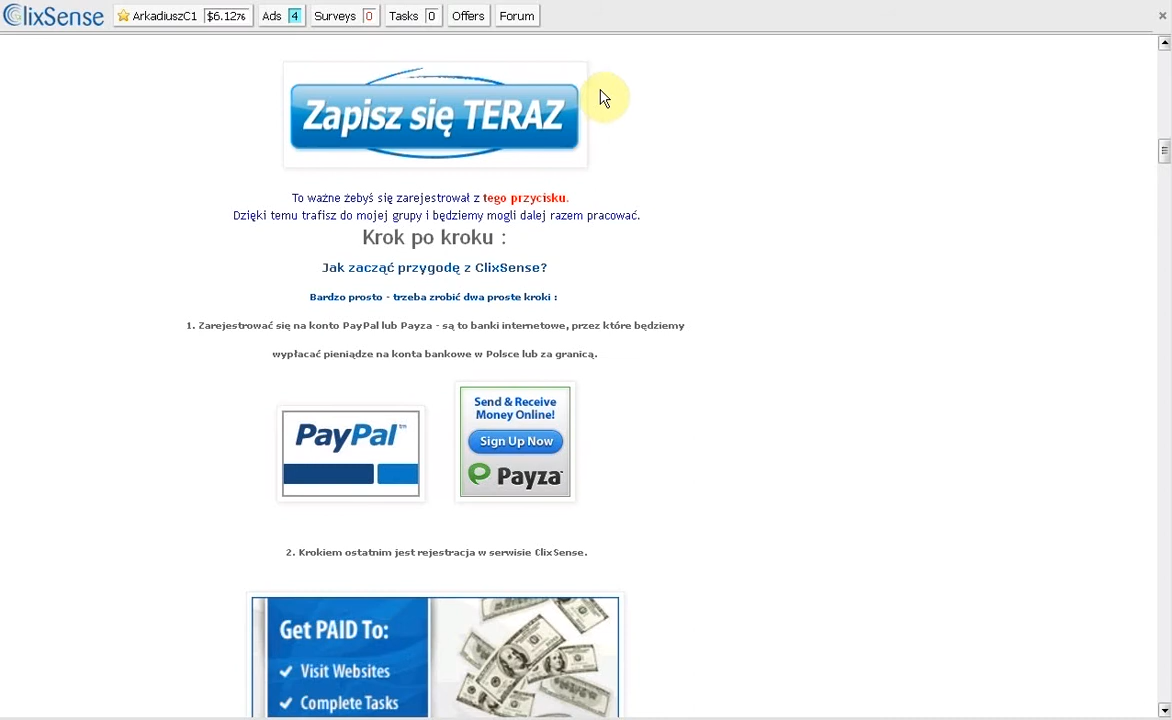 ClixSense ArkadiuszC1 $6.1276 Ads 4 Surveys 0 Tasks 0 Offers Forum
Zapisz się TERAZ
To ważne żebyś się zarejestrował z tego przycisku.
Dzięki temu trafisz do mojej grupy i będziemy mogli dalej razem pracować.
Krok po kroku :
Jak zacząć przygodę z ClixSense?
Bardzo prosto - trzeba zrobić dwa proste kroki :
1. Zarejestrować się na konto PayPal lub Payza - są to banki internetowe, przez które będziemy
wypłacać pieniądze na konta bankowe w Polsce lub za granicą.
PayPal™
Send & Receive
Money Online!
Sign Up Now
Payza
2. Krokiem ostatnim jest rejestracja w serwisie ClixSense.
Get PAID To:
✓ Visit Websites
✓ Complete Tasks